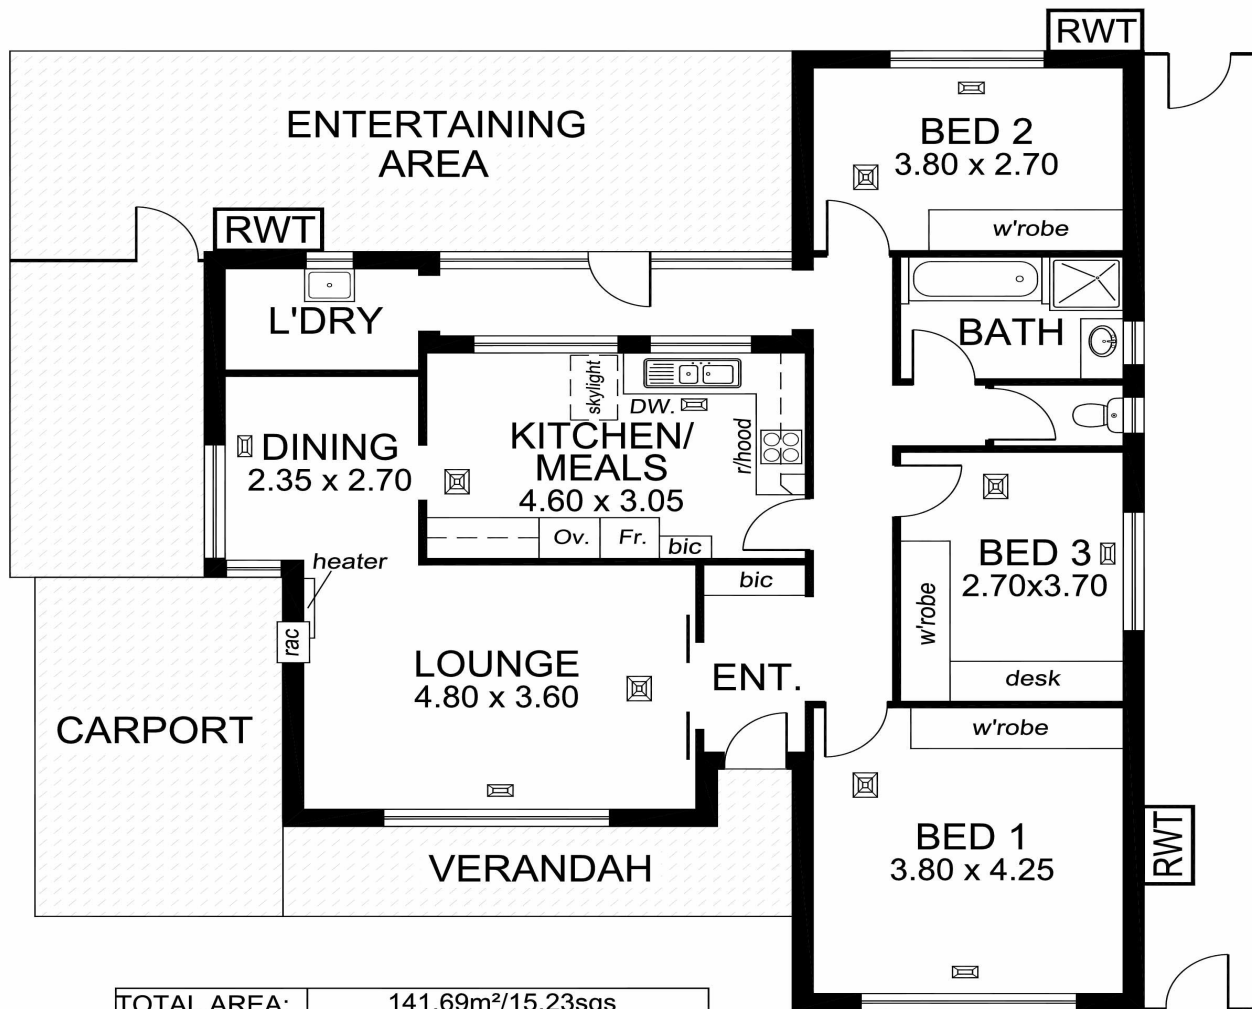 RWT
ENTERTAINING
AREA
BED 2
3.80 x 2.70
w'robe
RWT
L'DRY
BATH
skylight
DW.
r/hood
KITCHEN/
MEALS
4.60 x 3.05
DINING
2.35 x 2.70
Ov.
Fr.
bic
heater
bic
BED 3
2.70x3.70
w'robe
desk
rac
LOUNGE
4.80 x 3.60
ENT.
CARPORT
w'robe
BED 1
3.80 x 4.25
RWT
VERANDAH
TOTAL AREA:
141.69m²/15.23sqs